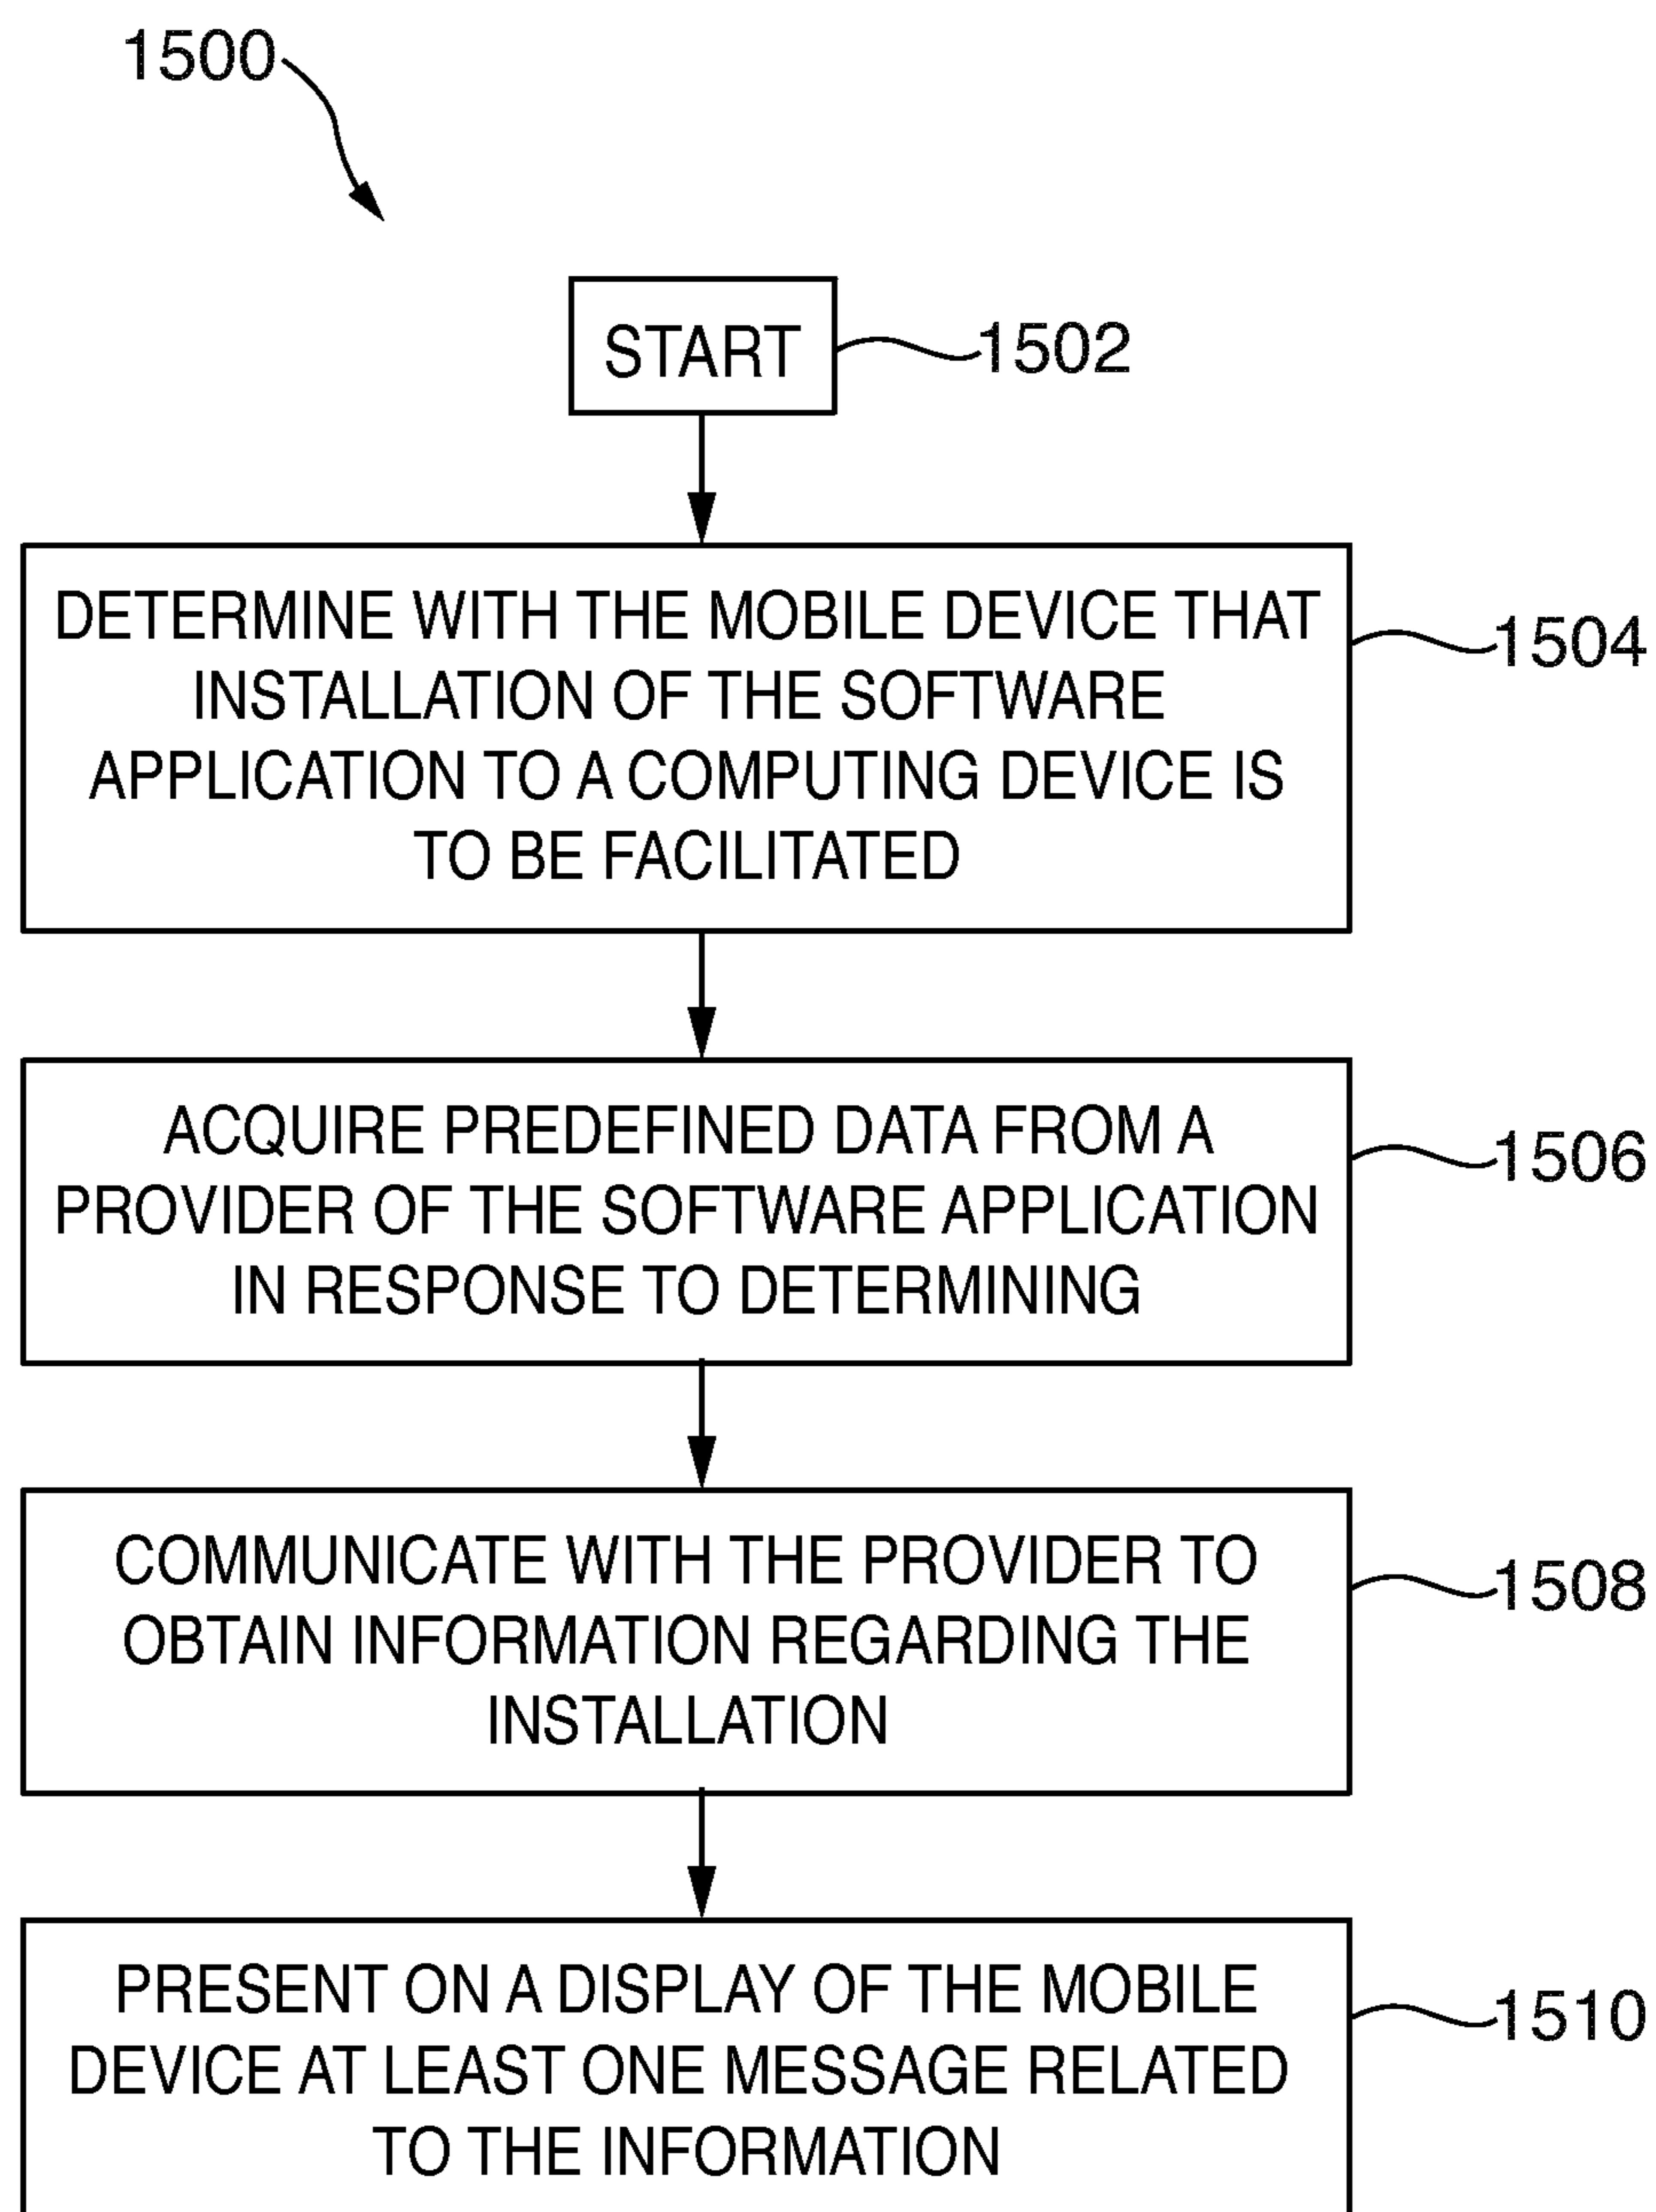 1500
START
1502
DETERMINE WITH THE MOBILE DEVICE THAT
INSTALLATION OF THE SOFTWARE
APPLICATION TO A COMPUTING DEVICE IS
TO BE FACILITATED
1504
ACQUIRE PREDEFINED DATA FROM A
PROVIDER OF THE SOFTWARE APPLICATION
IN RESPONSE TO DETERMINING
1506
COMMUNICATE WITH THE PROVIDER TO
OBTAIN INFORMATION REGARDING THE
INSTALLATION
1508
PRESENT ON A DISPLAY OF THE MOBILE
DEVICE AT LEAST ONE MESSAGE RELATED
TO THE INFORMATION
1510